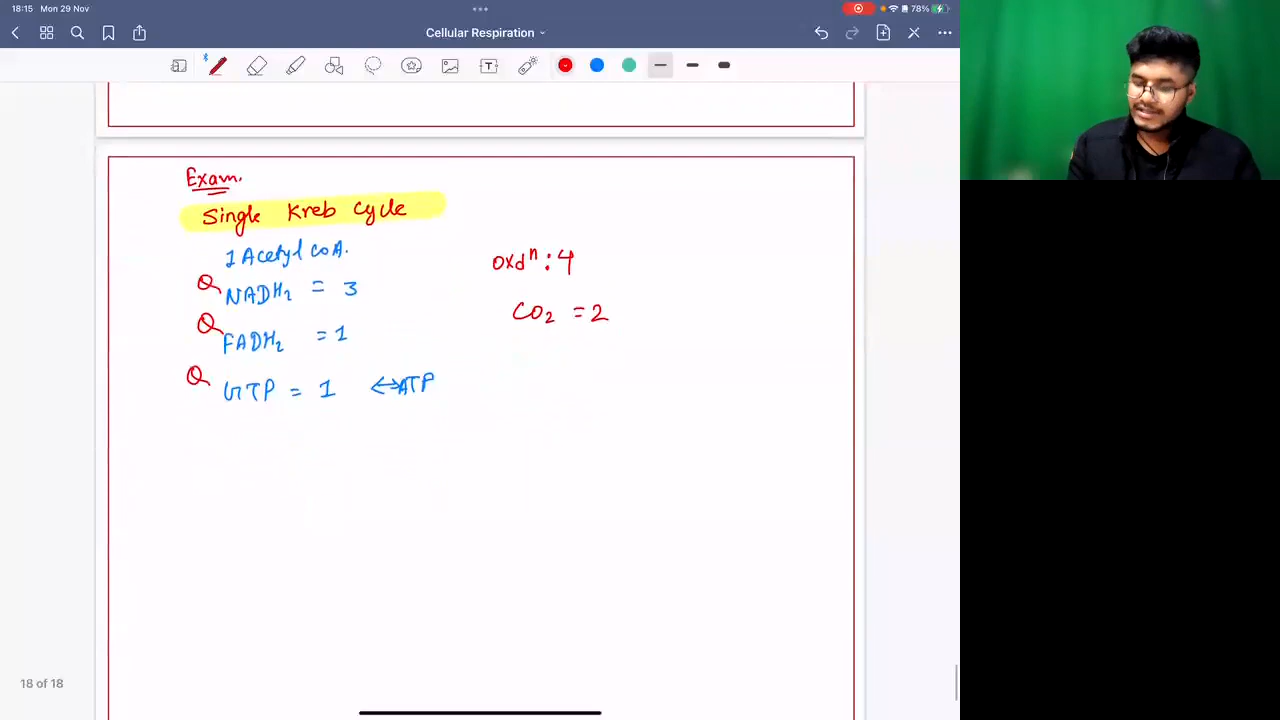 18:15 Mon 29 Nov
78%
Cellular Respiration
Exam.
Single Kreb Cycle
1 Acetyl CoA.
Q NADH2 = 3
Q FADH2 = 1
Q GTP = 1 ↔ ATP
oxdⁿ : 4
CO2 = 2
18 of 18